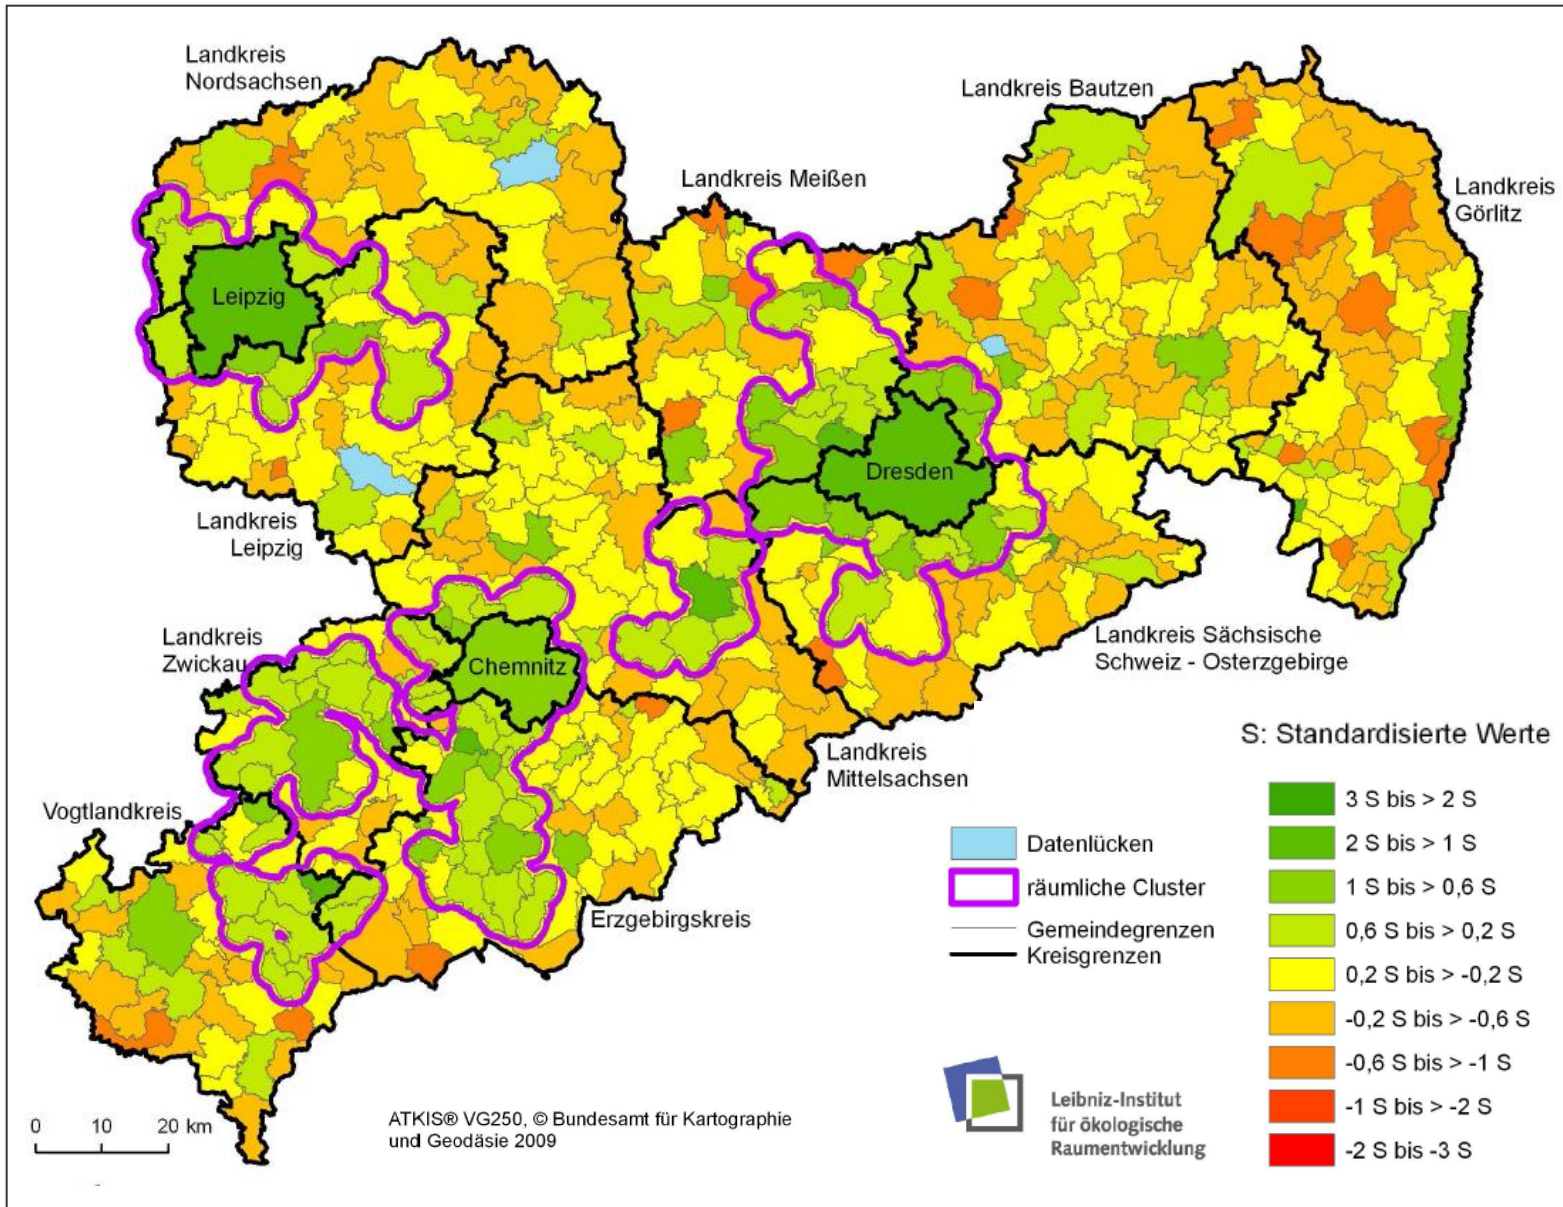 Landkreis
Nordsachsen
Landkreis Bautzen
Landkreis Meißen
Landkreis
Görlitz
Leipzig
Dresden
Landkreis
Leipzig
Landkreis
Zwickau
Chemnitz
Landkreis Sächsische
Schweiz - Osterzgebirge
Landkreis
Mittelsachsen
Vogtlandkreis
Erzgebirgskreis
S: Standardisierte Werte
3 S bis > 2 S
2 S bis > 1 S
1 S bis > 0,6 S
0,6 S bis > 0,2 S
0,2 S bis > -0,2 S
-0,2 S bis > -0,6 S
-0,6 S bis > -1 S
-1 S bis > -2 S
-2 S bis -3 S
Datenlücken
räumliche Cluster
Gemeindegrenzen
Kreisgrenzen
0 10 20 km
ATKIS® VG250, © Bundesamt für Kartographie
und Geodäsie 2009
Leibniz-Institut
für ökologische
Raumentwicklung